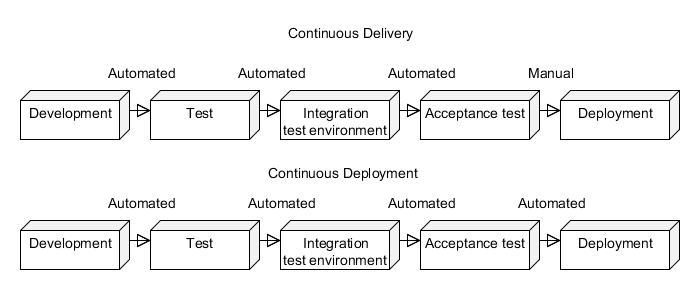 Continuous Delivery
Automated Automated Automated Manual
Development Test Integration Acceptance test Deployment
test environment
Continuous Deployment
Automated Automated Automated Automated
Development Test Integration Acceptance test Deployment
test environment